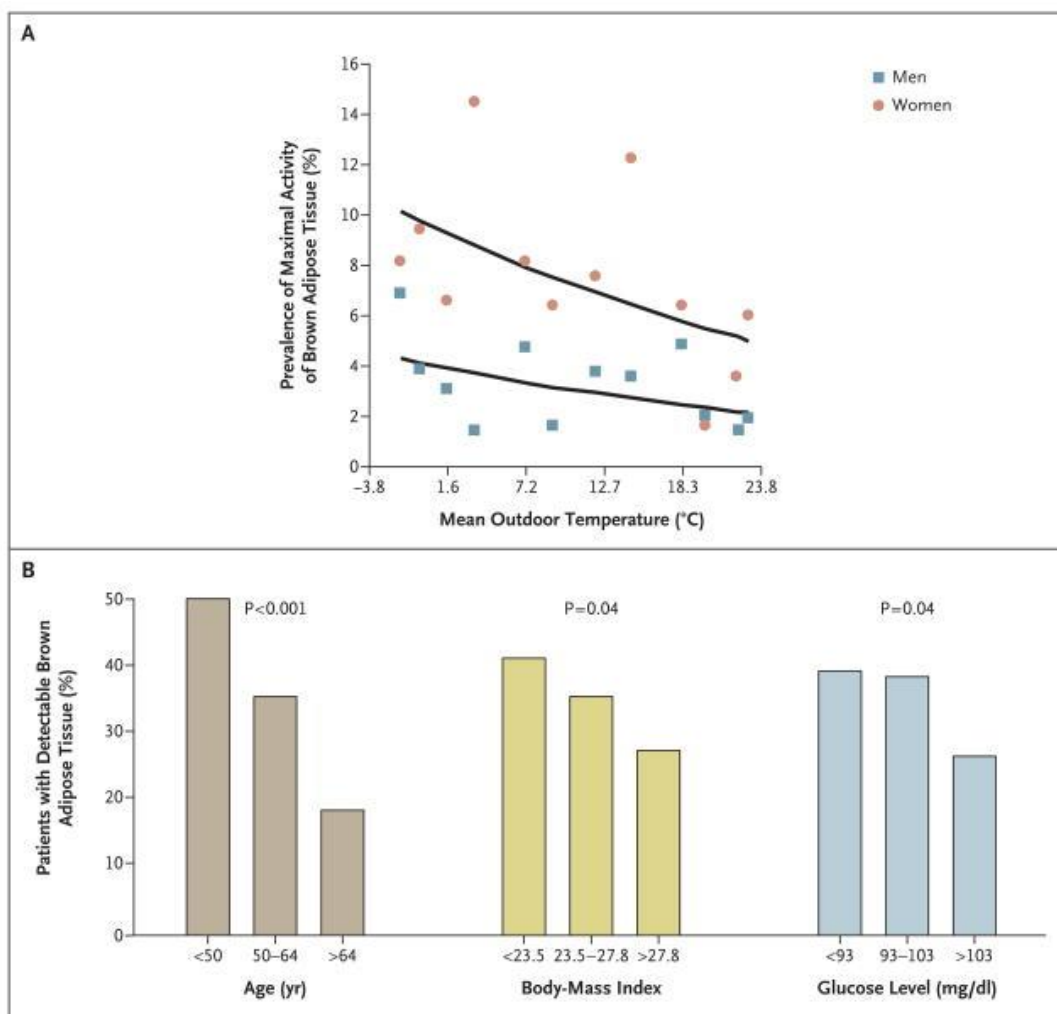 A
16
14
12
10
8
6
4
2
0
Prevalence of Maximal Activity
of Brown Adipose Tissue (%)
Men
Women
−3.8 1.6 7.2 12.7 18.3 23.8
Mean Outdoor Temperature (°C)
B
50
40
30
20
10
0
Patients with Detectable Brown
Adipose Tissue (%)
P<0.001 P=0.04 P=0.04
<50 50–64 >64 <23.5 23.5–27.8 >27.8 <93 93–103 >103
Age (yr) Body-Mass Index Glucose Level (mg/dl)